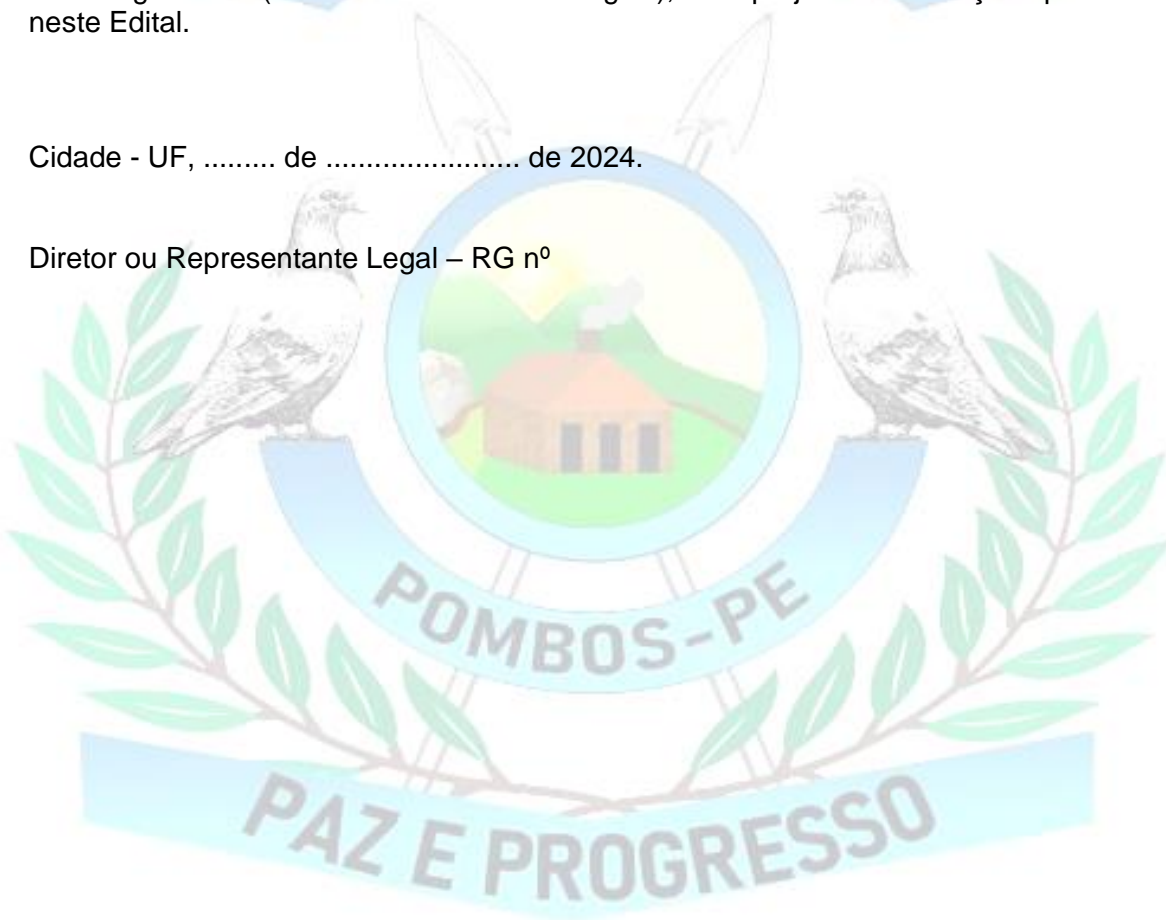 neste Edital.
Cidade - UF, ......... de ........................ de 2024.
Diretor ou Representante Legal – RG nº
POMBOS-PE
PAZ E PROGRESSO